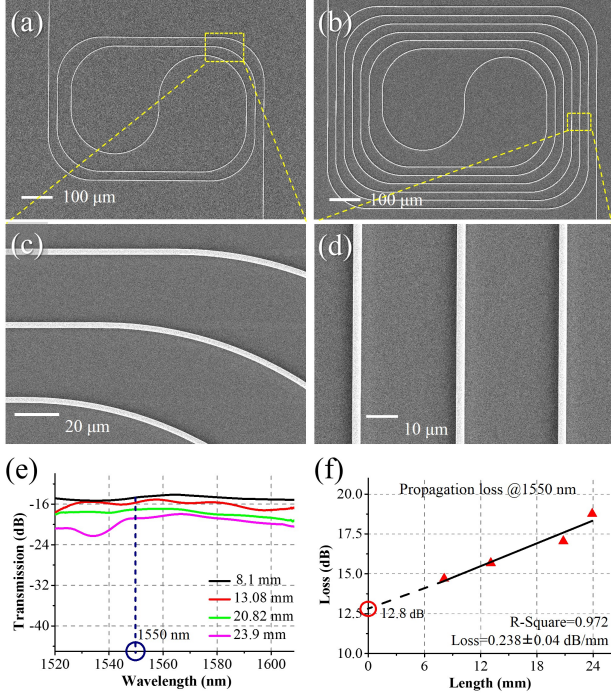 (a)
100 μm
(b)
100 μm
(c)
20 μm
(d)
10 μm
(e)
Transmission (dB)
-16
-24
-32
-40
8.1 mm
13.08 mm
20.82 mm
23.9 mm
1550 nm
1520 1540 1560 1580 1600
Wavelength (nm)
(f)
Loss (dB)
20.0
17.5
15.0
12.5
10.0
Propagation loss @1550 nm
12.8 dB
R-Square=0.972
Loss=0.238±0.04 dB/mm
0 6 12 18 24
Length (mm)